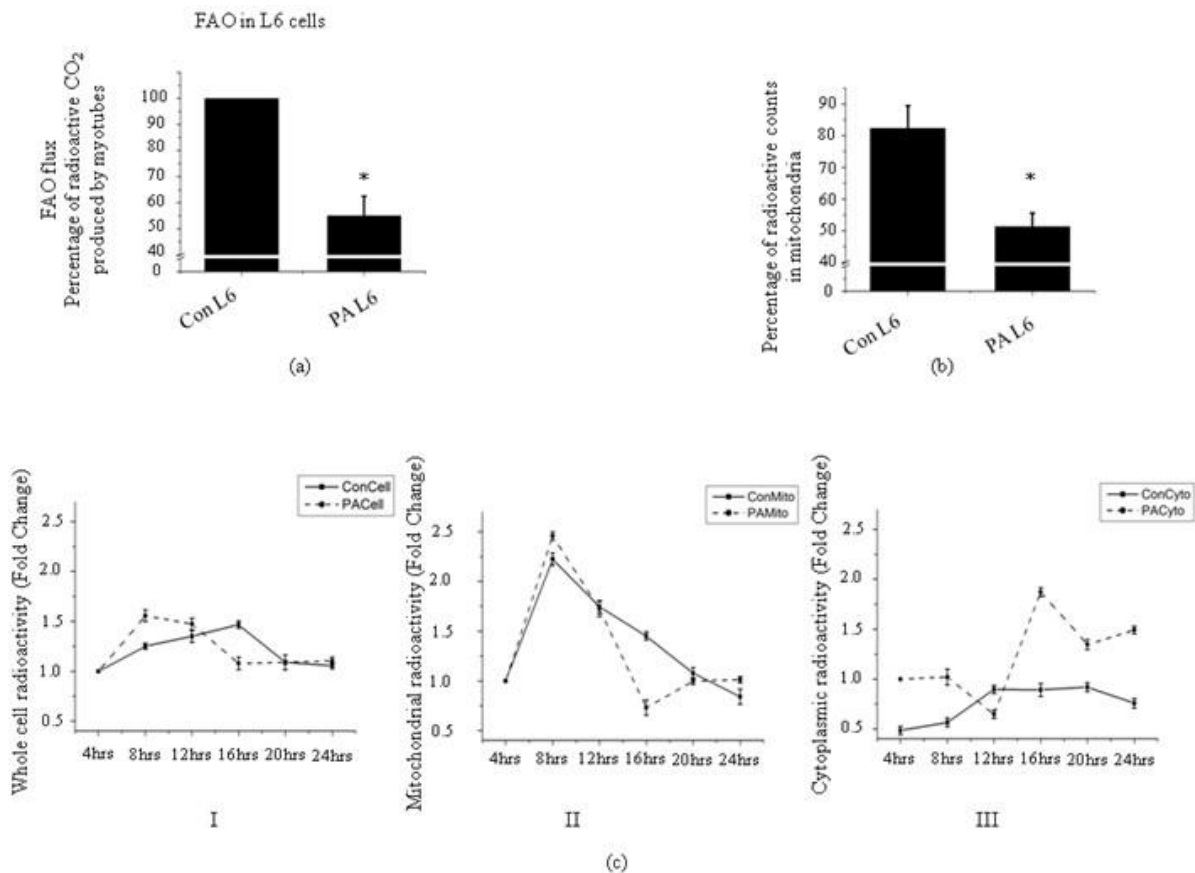 FAO in L6 cells
FAO flux
Percentage of radioactive CO2
produced by myotubes
100
90
80
70
60
50
40
0
*
Con L6
PA L6
(a)
Percentage of radioactive counts
in mitochondria
90
80
70
60
50
40
0
*
Con L6
PA L6
(b)
Whole cell radioactivity (Fold Change)
ConCell
PACell
2.5
2.0
1.5
1.0
0.5
4hrs 8hrs 12hrs 16hrs 20hrs 24hrs
I
Mitochondrial radioactivity (Fold Change)
ConMito
PAMito
2.5
2.0
1.5
1.0
0.5
4hrs 8hrs 12hrs 16hrs 20hrs 24hrs
II
Cytoplasmic radioactivity (Fold Change)
ConCyto
PACyto
2.5
2.0
1.5
1.0
0.5
4hrs 8hrs 12hrs 16hrs 20hrs 24hrs
III
(c)